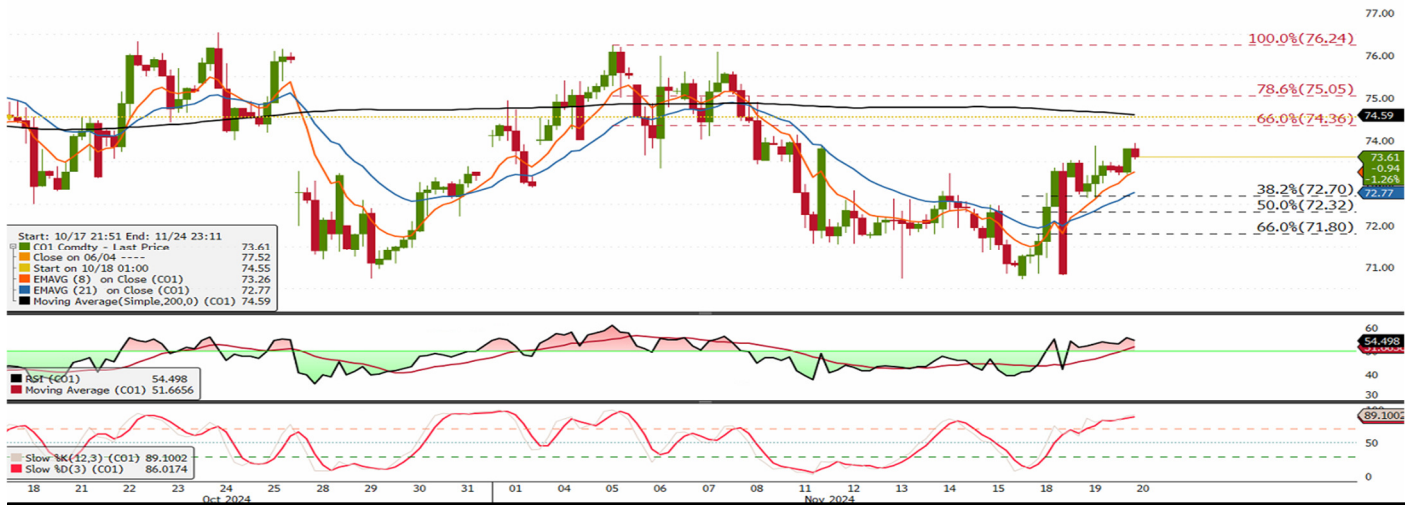 77.00
100.0%(76.24)
76.00
78.6%(75.05)
75.00
74.59
66.0%(74.36)
74.00
73.61
-0.94
-1.26%
38.2%(72.70)
72.77
50.0%(72.32)
66.0%(71.80)
72.00
71.00
Start: 10/17 21:51 End: 11/24 23:11
CO1 Comdty - Last Price 73.61
Close on 06/04 ---- 77.52
Start on 10/18 01:00 74.55
EMAVG (8) on Close (CO1) 73.26
EMAVG (21) on Close (CO1) 72.77
Moving Average(Simple,200,0) (CO1) 74.59
60
54.498
40
30
RSI (CO1) 54.498
Moving Average (CO1) 51.6656
89.1002
50
0
Slow %K(12,3) (CO1) 89.1002
Slow %D(3) (CO1) 86.0174
18 21 22 23 24 25 28 29 30 31 01 04 05 06 07 08 11 12 13 14 15 18 19 20
Oct 2024 Nov 2024